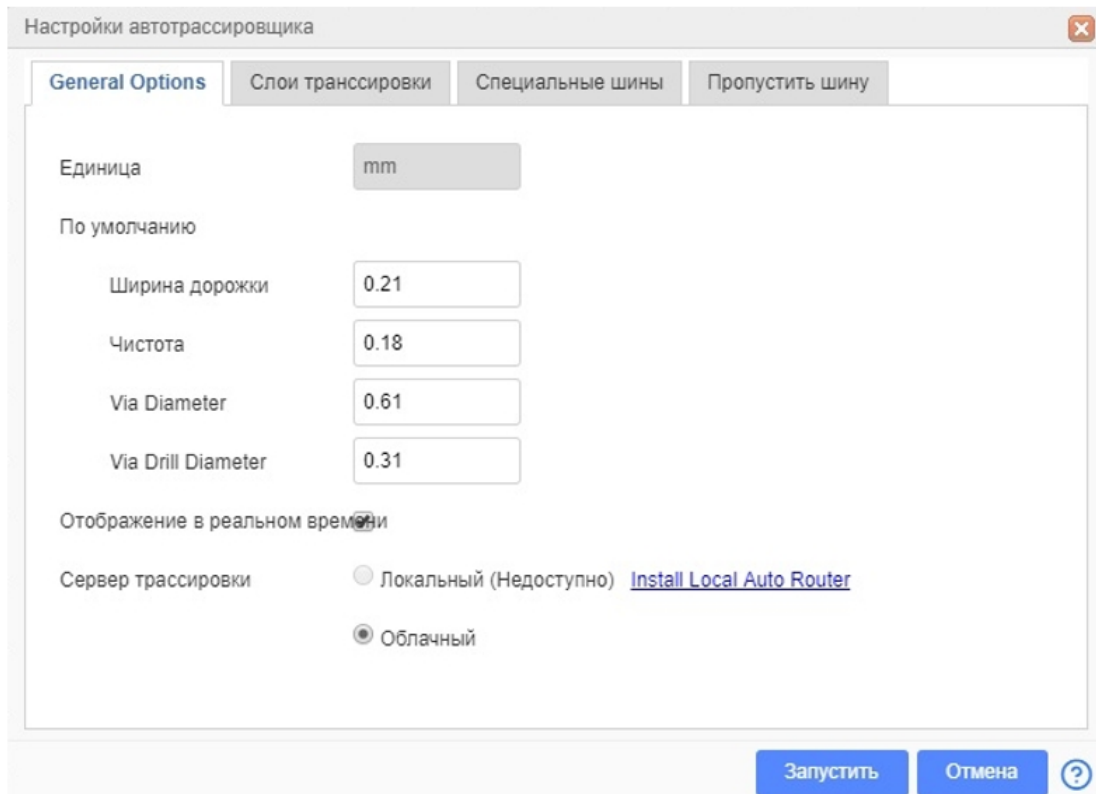 Настройки автотрассировщика
General Options Слои транссировки Специальные шины Пропустить шину
Единица mm
По умолчанию
Ширина дорожки 0.21
Чистота 0.18
Via Diameter 0.61
Via Drill Diameter 0.31
Отображение в реальном времени
Сервер трассировки Локальный (Недоступно) Install Local Auto Router
Облачный
Запустить Отмена ?